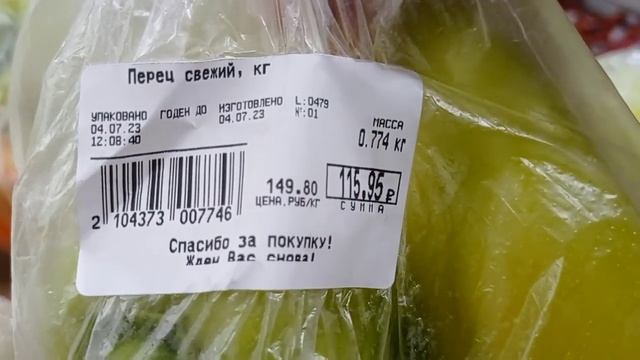 Перец свежий, кг
УПАКОВАНО ГОДЕН ДО ИЗГОТОВЛЕНО L:0479
04.07.23 04.07.23 №:01
12:08:40
МАССА
0.774 кг
149.80 115,95 ₽
ЦЕНА,РУБ/КГ СУММА
2 104373 007746
Спасибо за покупку!
Ждем Вас снова!